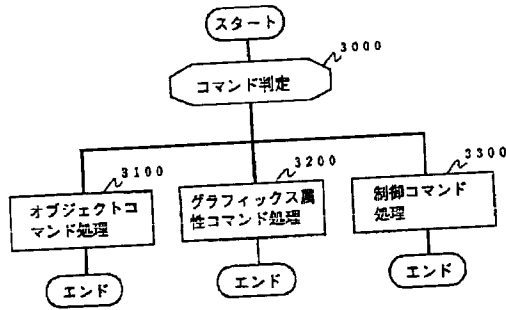 スタート
3000
コマンド判定
3100
オブジェクトコ
マンド処理
3200
グラフィックス属
性コマンド処理
3300
制御コマンド
処理
エンド
エンド
エンド